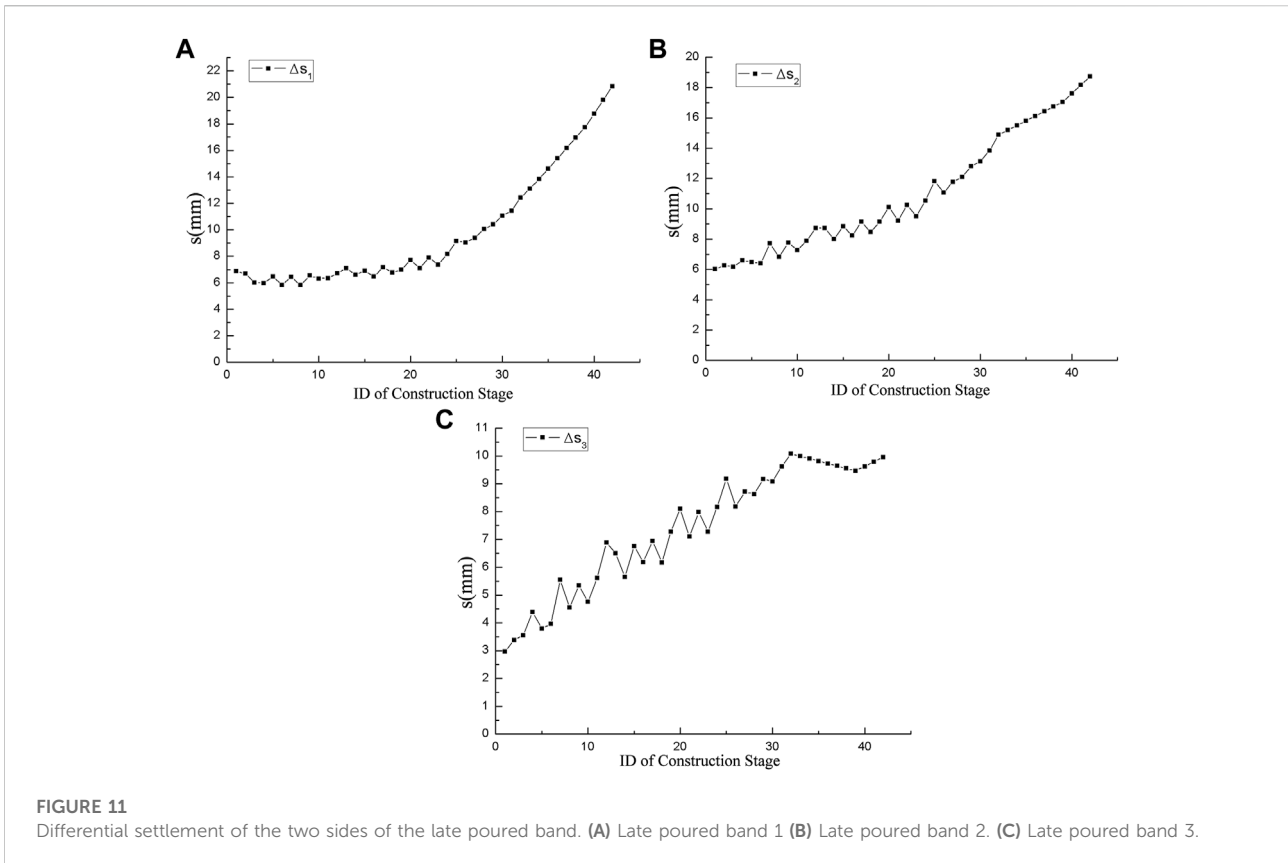 A
Δs1
22
20
18
16
14
12
10
8
6
4
2
0
s(mm)
0 10 20 30 40
ID of Construction Stage
B
Δs2
20
18
16
14
12
10
8
6
4
2
0
s(mm)
0 10 20 30 40
ID of Construction Stage
C
Δs3
11
10
9
8
7
6
5
4
3
2
1
0
s(mm)
0 10 20 30 40
ID of Construction Stage
FIGURE 11
Differential settlement of the two sides of the late poured band. (A) Late poured band 1 (B) Late poured band 2. (C) Late poured band 3.